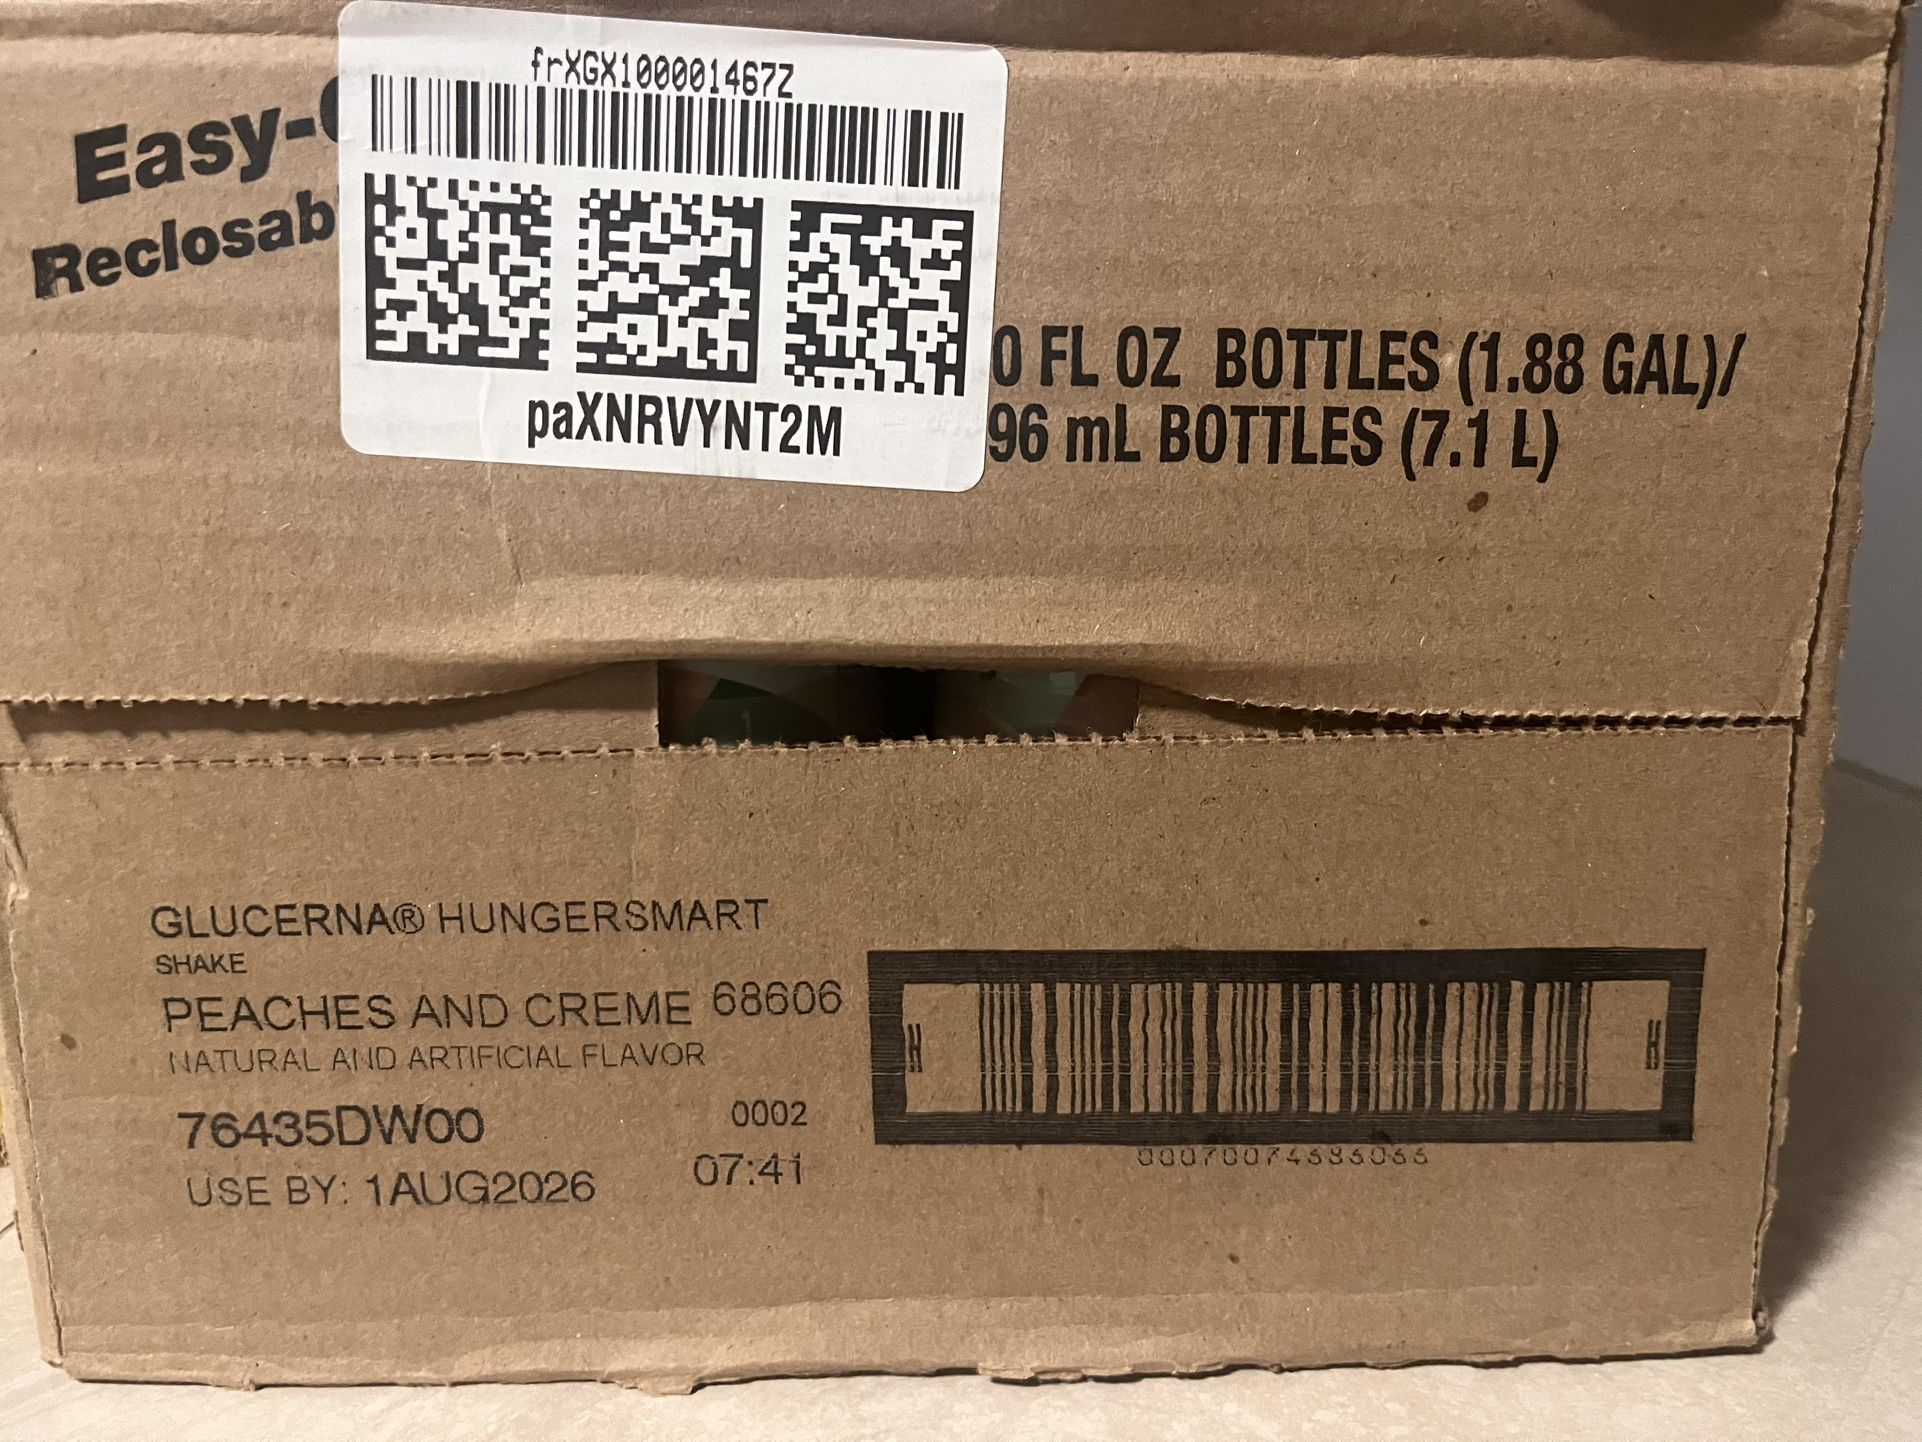 frXGX100001467Z
Easy-
Reclosab
paXNRVYNT2M
0 FL OZ BOTTLES (1.88 GAL)/
96 mL BOTTLES (7.1 L)
GLUCERNA® HUNGERSMART
SHAKE
PEACHES AND CREME 68606
NATURAL AND ARTIFICIAL FLAVOR
76435DW00 0002
USE BY: 1AUG2026 07:41
H H